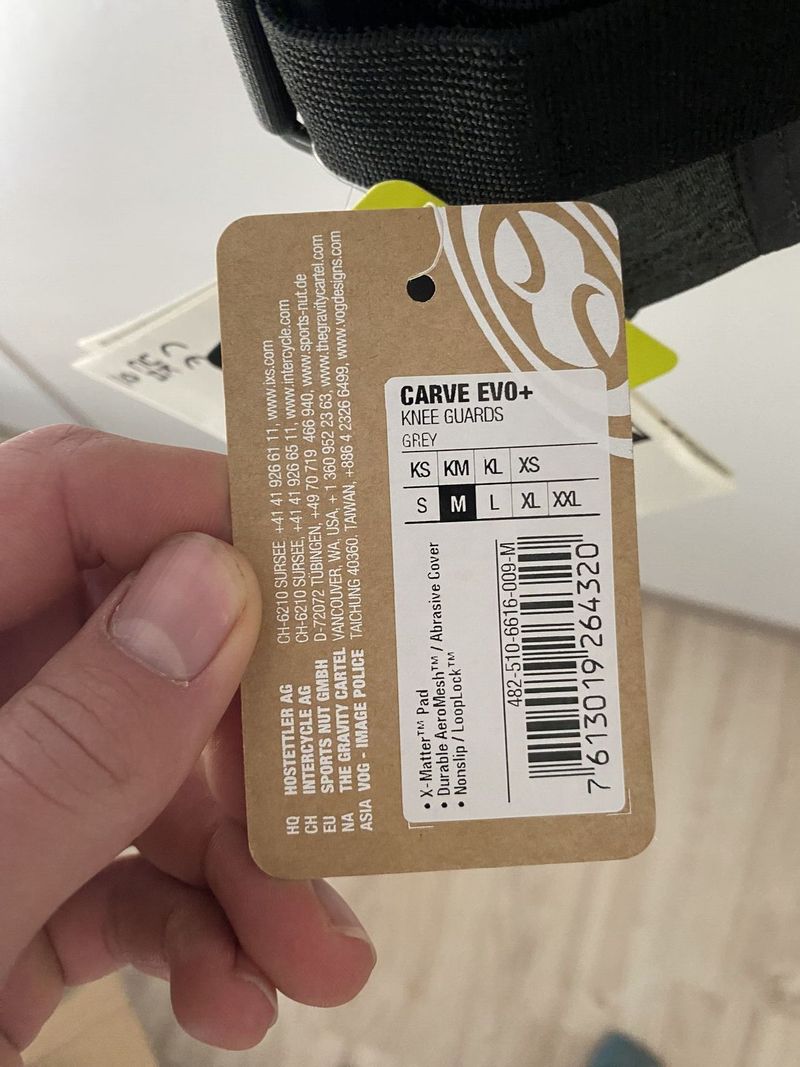 CARVE EVO+
KNEE GUARDS
GREY
KS KM KL XS
S M L XL XXL
• X-Matter™ Pad
• Durable AeroMesh™ / Abrasive Cover
• Nonslip / LoopLock™
482-510-6616-009-M
7 613019 264320
HQ HOSTETTLER AG CH-6210 SURSEE +41 41 926 61 11, www.ixs.com
CH INTERCYCLE AG CH-6210 SURSEE, +41 41 926 65 11, www.intercycle.com
EU SPORTS NUT GMBH D-72072 TÜBINGEN, +49 70 719 466 940, www.sports-nut.de
NA THE GRAVITY CARTEL VANCOUVER, WA, USA, + 1 360 952 23 63, www.thegravitycartel.com
ASIA VOG - IMAGE POLICE TAICHUNG 40360. TAIWAN, +886 4 2326 6499, www.vogdesigns.com